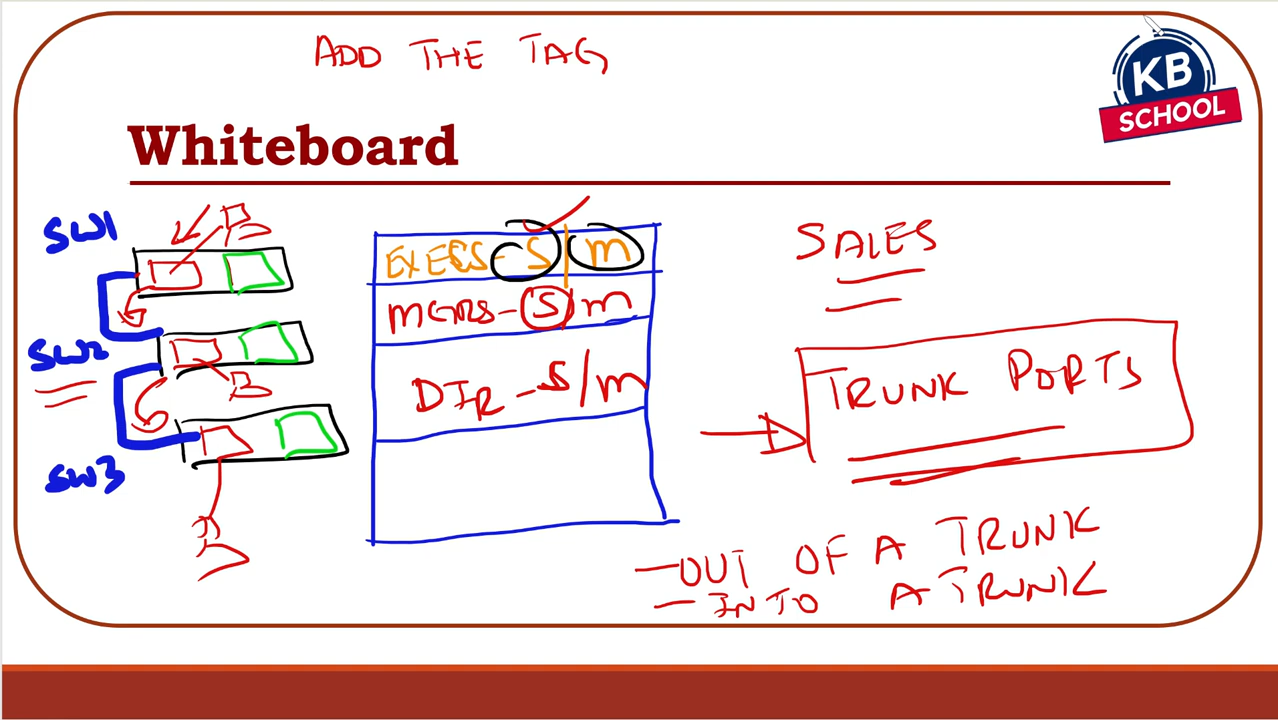 ADD THE TAG
KB
SCHOOL
Whiteboard
SW1
SW2
SW3
EXECS - S | m
MGRS - S / m
DIR - S / m
SALES
TRUNK PORTS
- OUT OF A TRUNK
- INTO A TRUNK